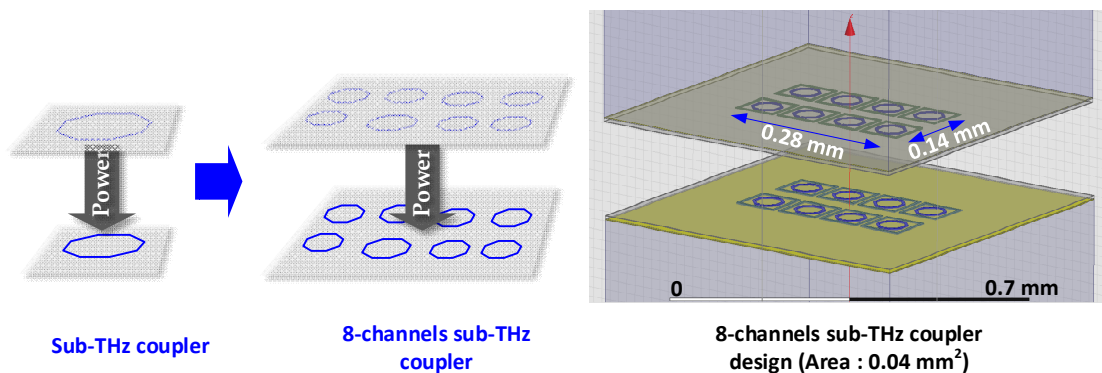 Power
Power
Sub-THz coupler
8-channels sub-THz
coupler
0.28 mm
0.14 mm
0
0.7 mm
8-channels sub-THz coupler
design (Area : 0.04 mm²)